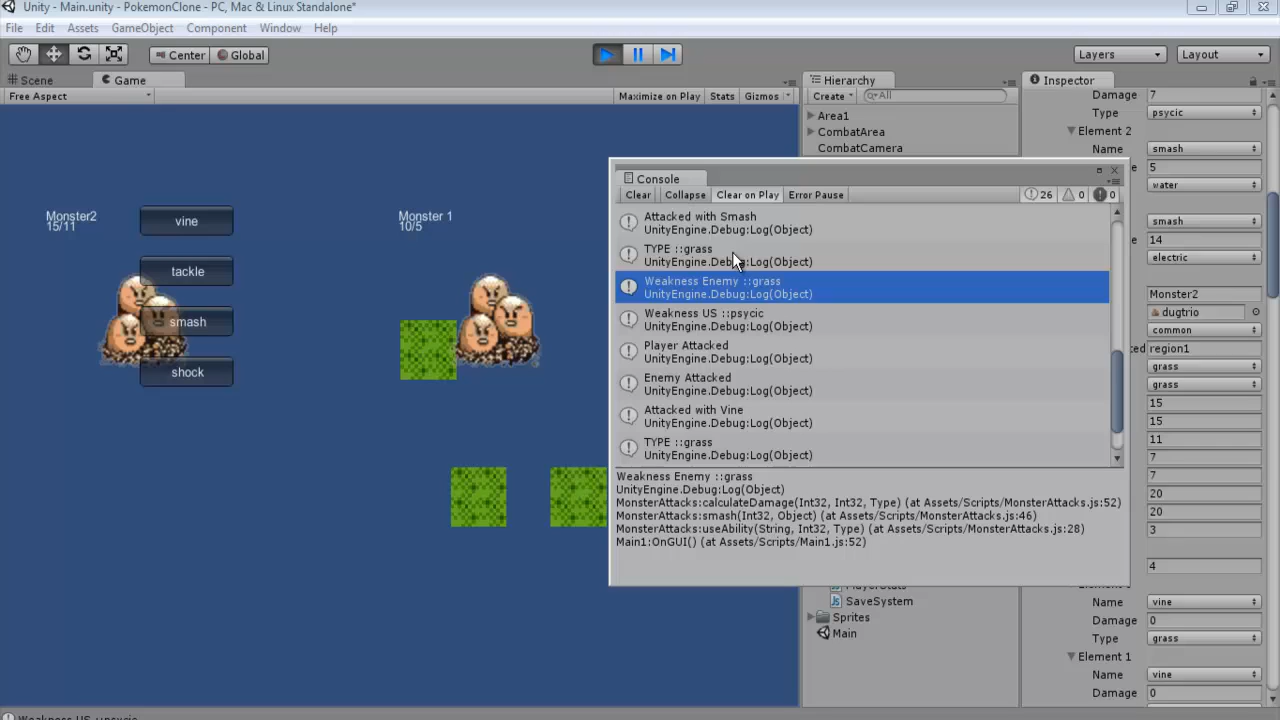 Unity - Main.unity - PokemonClone - PC, Mac & Linux Standalone*
File Edit Assets GameObject Component Window Help
Center Global Layers Layout
Scene Game
Free Aspect Maximize on Play Stats Gizmos
Monster2
15/11
vine
tackle
smash
shock
Monster 1
10/5
Hierarchy
Create All
Area1
CombatArea
CombatCamera
Console
Clear Collapse Clear on Play Error Pause 26 0 0
Attacked with Smash
UnityEngine.Debug:Log(Object)
TYPE ::grass
UnityEngine.Debug:Log(Object)
Weakness Enemy ::grass
UnityEngine.Debug:Log(Object)
Weakness US ::psycic
UnityEngine.Debug:Log(Object)
Player Attacked
UnityEngine.Debug:Log(Object)
Enemy Attacked
UnityEngine.Debug:Log(Object)
Attacked with Vine
UnityEngine.Debug:Log(Object)
TYPE ::grass
UnityEngine.Debug:Log(Object)
Weakness Enemy ::grass
UnityEngine.Debug:Log(Object)
MonsterAttacks:calculateDamage(Int32, Int32, Type) (at Assets/Scripts/MonsterAttacks.js:52)
MonsterAttacks:smash(Int32, Object) (at Assets/Scripts/MonsterAttacks.js:46)
MonsterAttacks:useAbility(String, Int32, Type) (at Assets/Scripts/MonsterAttacks.js:28)
Main1:OnGUI() (at Assets/Scripts/Main1.js:52)
SaveSystem
Sprites
Main
Inspector
Damage 7
Type psycic
Element 2
Name smash
5
water
smash
14
electric
Monster2
dugtrio
common
region1
grass
grass
15
15
11
7
7
20
20
3
4
Name vine
Damage 0
Type grass
Element 1
Name vine
Damage 0